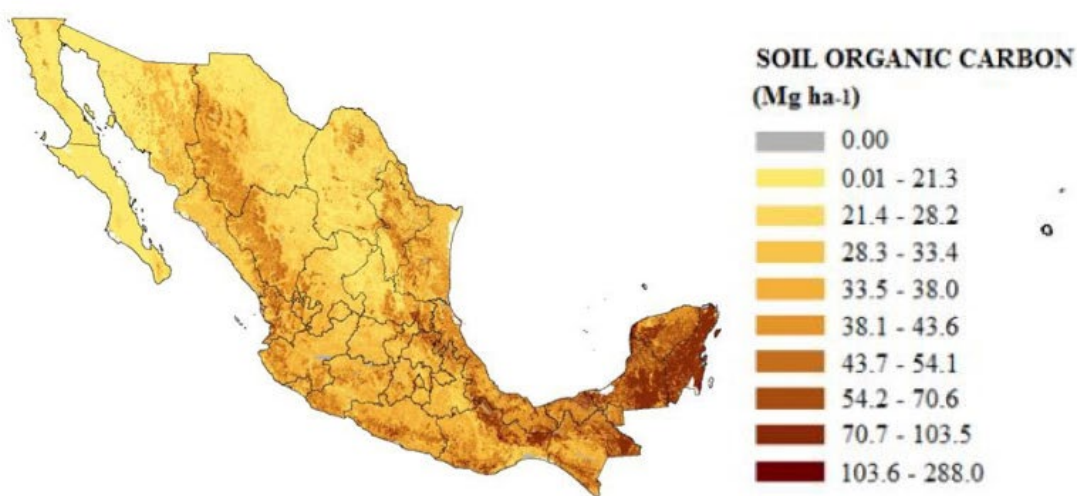 SOIL ORGANIC CARBON
(Mg ha-1)
0.00
0.01 - 21.3
21.4 - 28.2
28.3 - 33.4
33.5 - 38.0
38.1 - 43.6
43.7 - 54.1
54.2 - 70.6
70.7 - 103.5
103.6 - 288.0